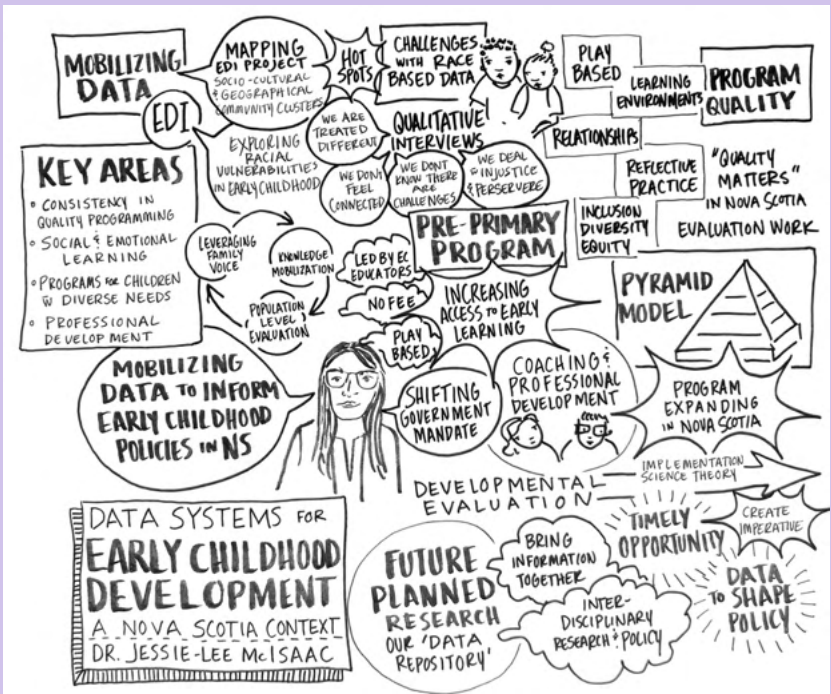 MOBILIZING
DATA
EDI
MAPPING
EDI PROJECT
SOCIO-CULTURAL
& GEOGRAPHICAL
COMMUNITY CLUSTERS
HOT
SPOTS
CHALLENGES
WITH RACE
BASED DATA
EXPLORING
RACIAL
VULNERABILITIES
IN EARLY CHILDHOOD
WE ARE
TREATED
DIFFERENT
QUALITATIVE
INTERVIEWS
WE DONT
FEEL
CONNECTED
WE DONT
KNOW THERE
ARE
CHALLENGES
WE DEAL
INJUSTICE
& PERSERVERE
PLAY
BASED
LEARNING
ENVIRONMENTS
PROGRAM
QUALITY
RELATIONSHIPS
REFLECTIVE
PRACTICE
INCLUSION
DIVERSITY
EQUITY
"QUALITY
MATTERS"
IN NOVA SCOTIA
EVALUATION WORK
KEY AREAS
• CONSISTENCY IN
QUALITY PROGRAMMING
• SOCIAL & EMOTIONAL
LEARNING
• PROGRAMS FOR CHILDREN
W DIVERSE NEEDS
• PROFESSIONAL
DEVELOPMENT
LEVERAGING
FAMILY
VOICE
KNOWLEDGE
MOBILIZATION
POPULATION
LEVEL
EVALUATION
PRE-PRIMARY
PROGRAM
LED BY EC
EDUCATORS
NO FEE
PLAY
BASED
INCREASING
ACCESS TO EARLY
LEARNING
PYRAMID
MODEL
MOBILIZING
DATA TO INFORM
EARLY CHILDHOOD
POLICIES IN NS
SHIFTING
GOVERNMENT
MANDATE
COACHING &
PROFESSIONAL
DEVELOPMENT
PROGRAM
EXPANDING
IN NOVA SCOTIA
DEVELOPMENTAL
EVALUATION
IMPLEMENTATION
SCIENCE THEORY
DATA SYSTEMS FOR
EARLY CHILDHOOD
DEVELOPMENT
A NOVA SCOTIA CONTEXT
DR. JESSIE-LEE McISAAC
FUTURE
PLANNED
RESEARCH
OUR 'DATA
REPOSITORY'
BRING
INFORMATION
TOGETHER
INTER-
DISCIPLINARY
RESEARCH & POLICY
TIMELY
OPPORTUNITY
CREATE
IMPERATIVE
DATA
TO SHAPE
POLICY